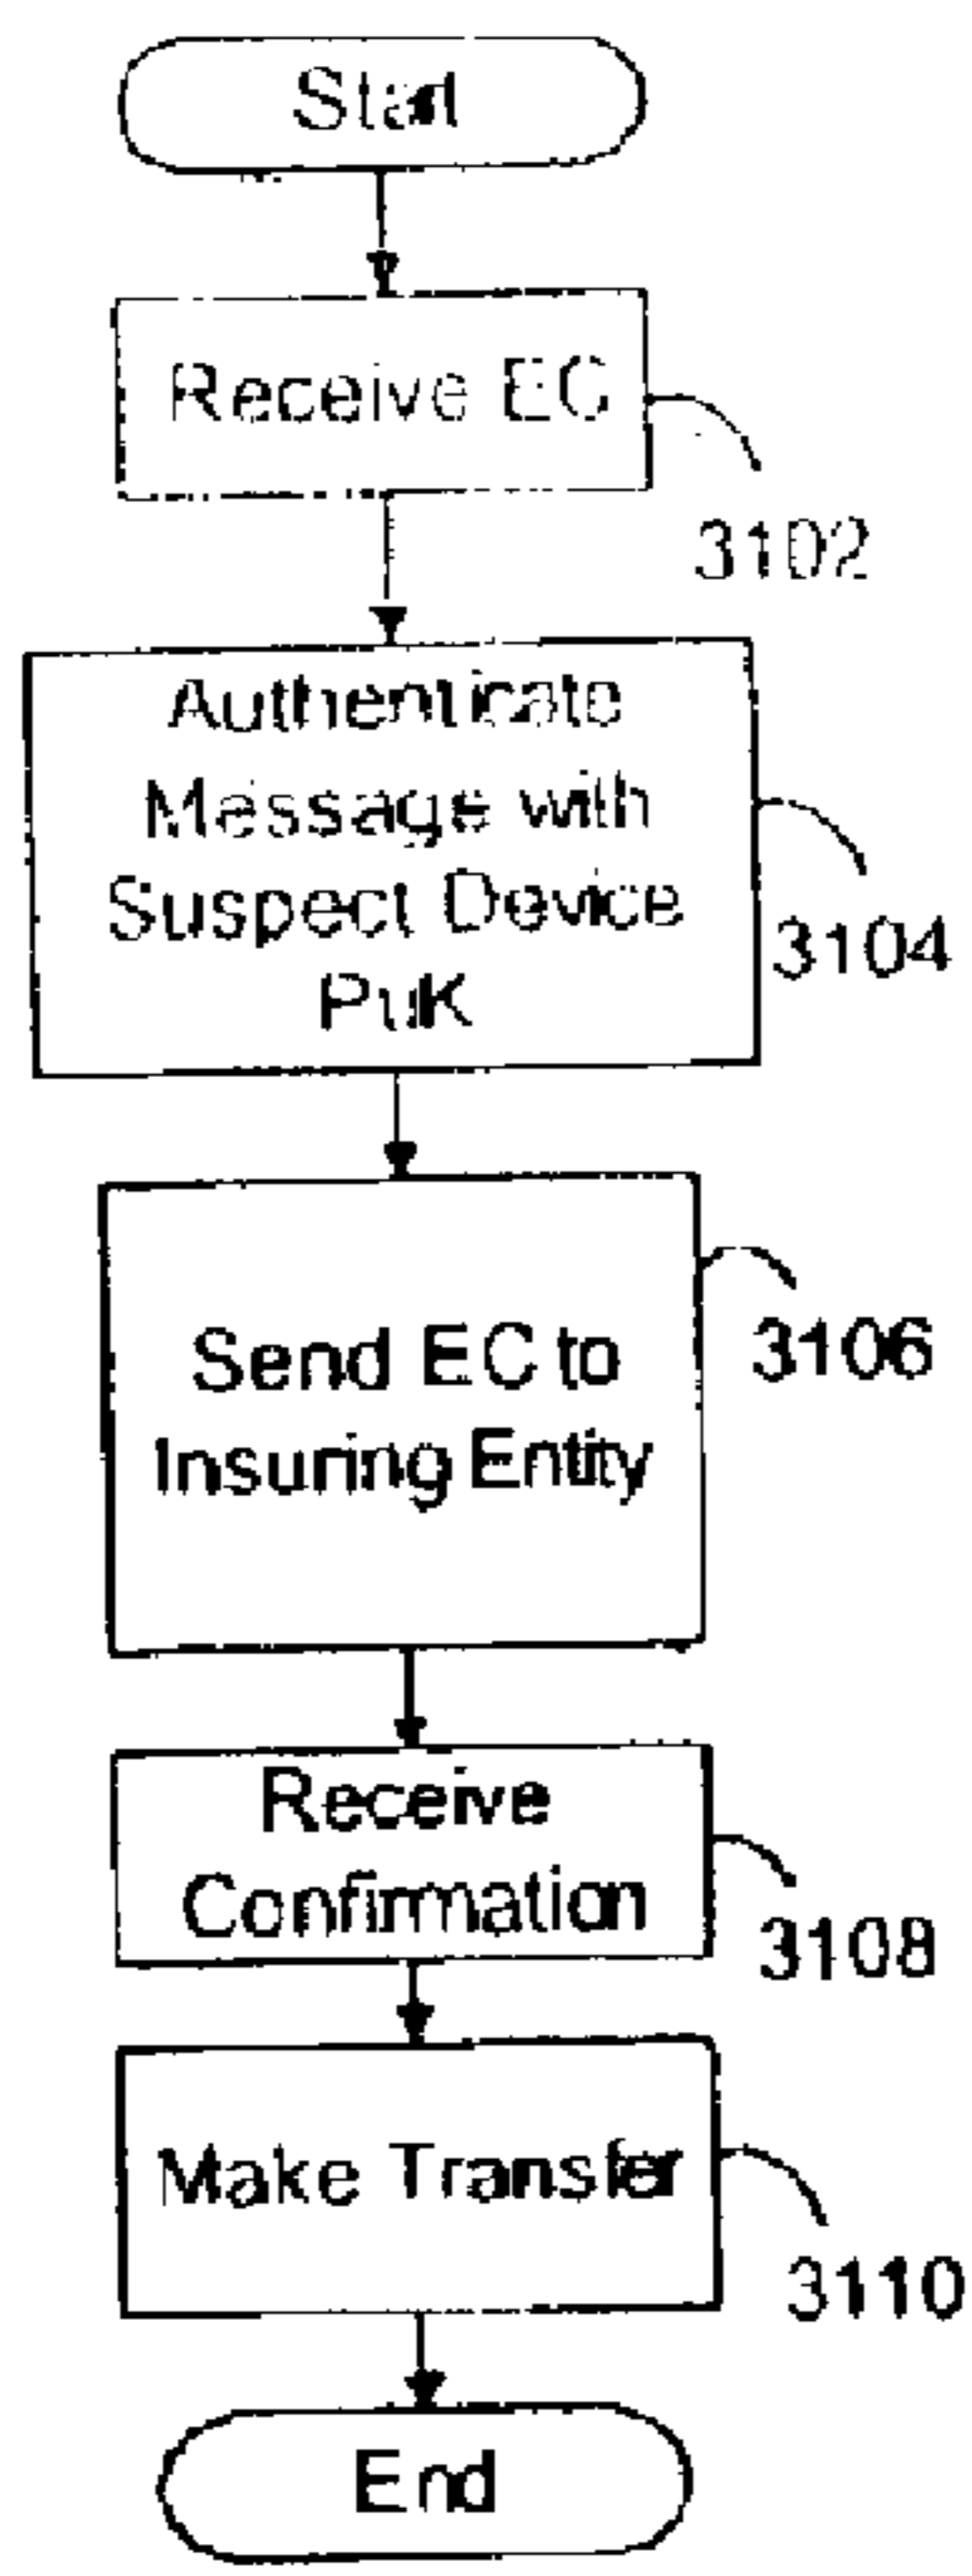 Start
Receive EC
3102
Authenticate
Message with
Suspect Device
PuK
3104
Send EC to
Insuring Entity
3106
Receive
Confirmation
3108
Make Transfer
3110
End